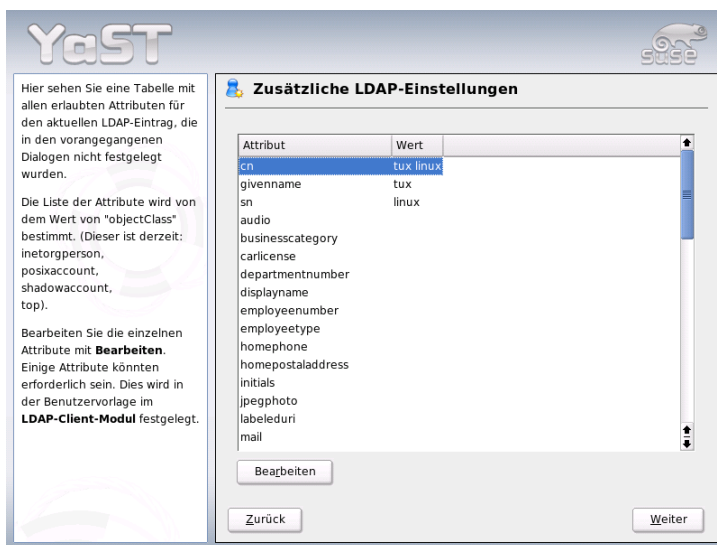 YaST
SUSE
Hier sehen Sie eine Tabelle mit
allen erlaubten Attributen für
den aktuellen LDAP-Eintrag, die
in den vorangegangenen
Dialogen nicht festgelegt
wurden.
Die Liste der Attribute wird von
dem Wert von "objectClass"
bestimmt. (Dieser ist derzeit:
inetorgperson,
posixaccount,
shadowaccount,
top).
Bearbeiten Sie die einzelnen
Attribute mit Bearbeiten.
Einige Attribute könnten
erforderlich sein. Dies wird in
der Benutzervorlage im
LDAP-Client-Modul festgelegt.
Zusätzliche LDAP-Einstellungen
Attribut Wert
cn tux linux
givenname tux
sn linux
audio
businesscategory
carlicense
departmentnumber
displayname
employeenumber
employeetype
homephone
homepostaladdress
initials
jpegphoto
labeleduri
mail
Bearbeiten
Zurück Weiter